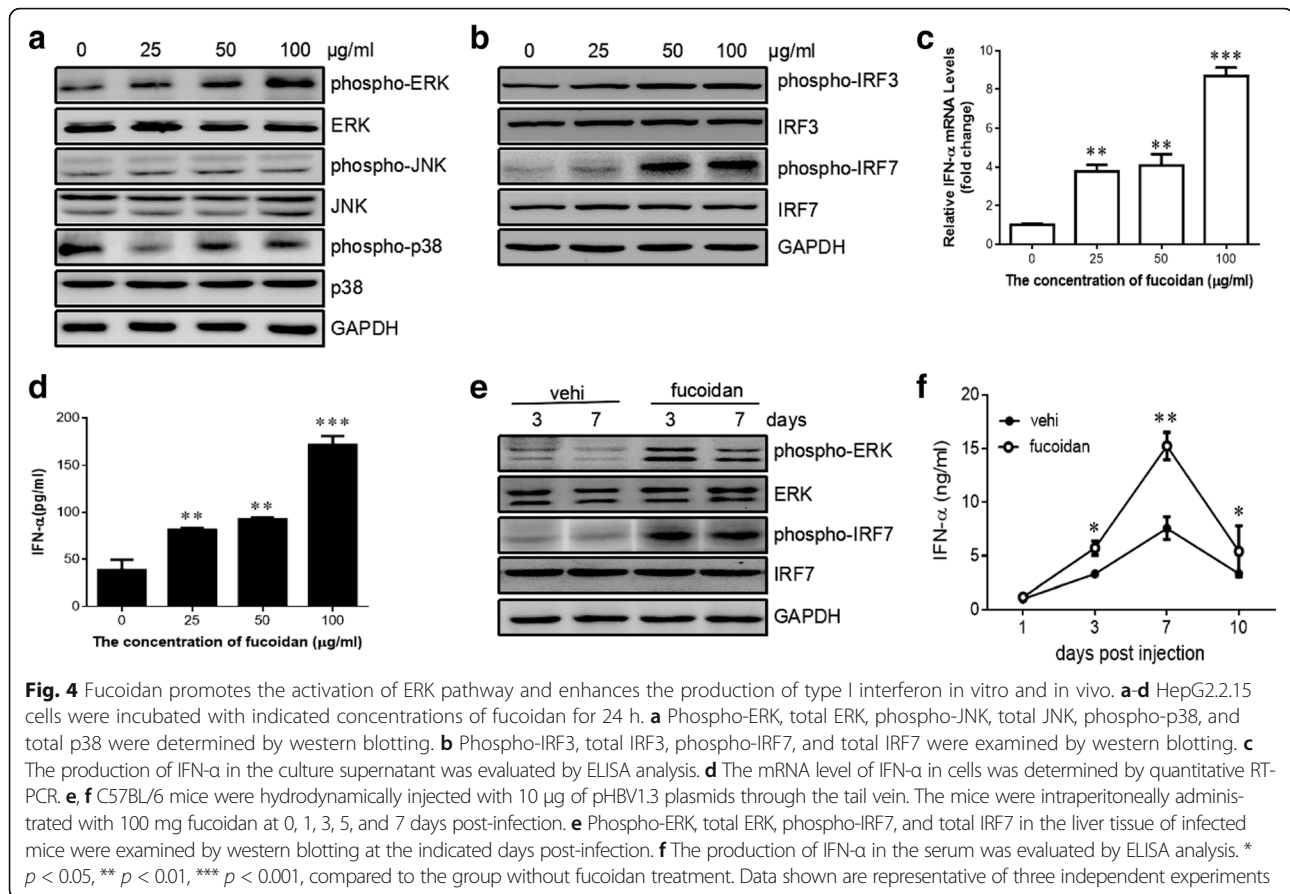 a
0 25 50 100 µg/ml
phospho-ERK
ERK
phospho-JNK
JNK
phospho-p38
p38
GAPDH
b
0 25 50 100 µg/ml
phospho-IRF3
IRF3
phospho-IRF7
IRF7
GAPDH
c
Relative IFN-α mRNA Levels
(fold change)
10
8
6
4
2
0
** ** ***
0 25 50 100
The concentration of fucoidan (µg/ml)
d
IFN-α(pg/ml)
200
150
100
50
0
** ** ***
0 25 50 100
The concentration of fucoidan (µg/ml)
e
vehi fucoidan
3 7 3 7 days
phospho-ERK
ERK
phospho-IRF7
IRF7
GAPDH
f
IFN-α (ng/ml)
20
15
10
5
0
vehi
fucoidan
* ** *
1 3 7 10
days post injection
Fig. 4 Fucoidan promotes the activation of ERK pathway and enhances the production of type I interferon in vitro and in vivo. a-d HepG2.2.15
cells were incubated with indicated concentrations of fucoidan for 24 h. a Phospho-ERK, total ERK, phospho-JNK, total JNK, phospho-p38, and
total p38 were determined by western blotting. b Phospho-IRF3, total IRF3, phospho-IRF7, and total IRF7 were examined by western blotting. c
The production of IFN-α in the culture supernatant was evaluated by ELISA analysis. d The mRNA level of IFN-α in cells was determined by quantitative RT-
PCR. e, f C57BL/6 mice were hydrodynamically injected with 10 µg of pHBV1.3 plasmids through the tail vein. The mice were intraperitoneally adminis-
trated with 100 mg fucoidan at 0, 1, 3, 5, and 7 days post-infection. e Phospho-ERK, total ERK, phospho-IRF7, and total IRF7 in the liver tissue of infected
mice were examined by western blotting at the indicated days post-infection. f The production of IFN-α in the serum was evaluated by ELISA analysis. *
p < 0.05, ** p < 0.01, *** p < 0.001, compared to the group without fucoidan treatment. Data shown are representative of three independent experiments